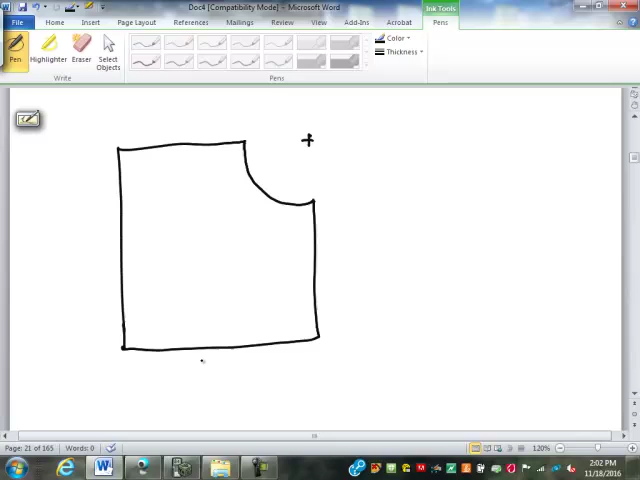 Doc4 [Compatibility Mode] - Microsoft Word
Ink Tools
File Home Insert Page Layout References Mailings Review View Add-Ins Acrobat Pens
Pen Highlighter Eraser Select Objects
Color
Thickness
Write Pens
Page: 21 of 165 Words: 0 120%
2:02 PM
11/18/2016